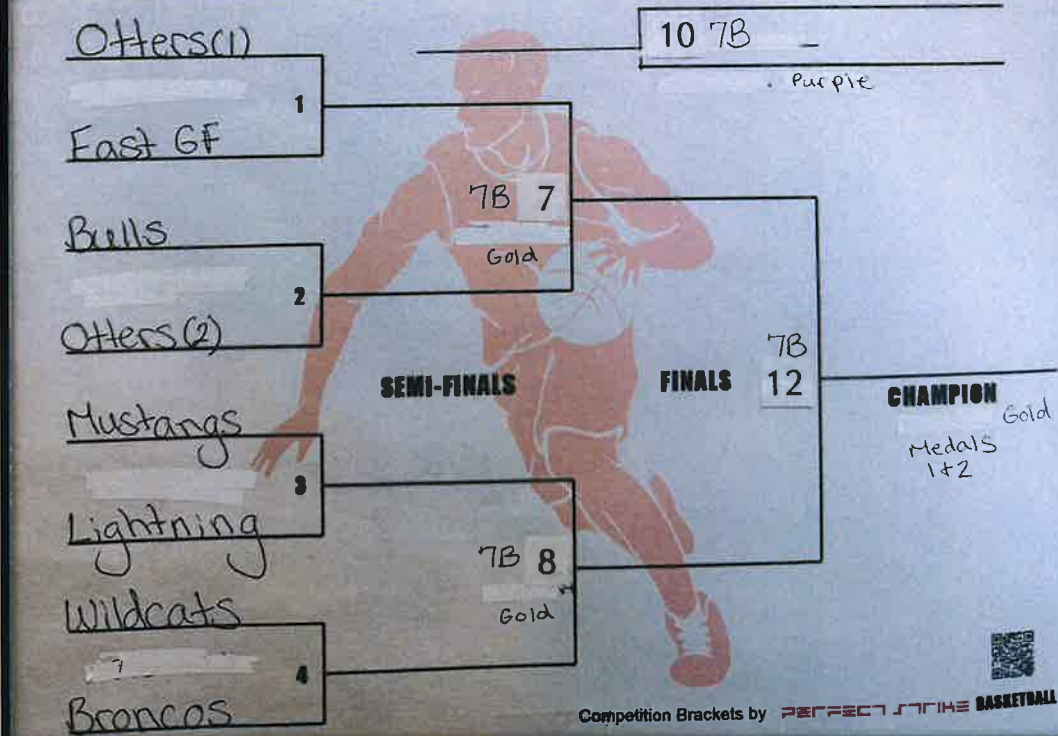 Otters(1)
10 7B
Purple
1
East GF
7B 7
Gold
Bulls
2
Otters(2)
7B
SEMI-FINALS
FINALS
12
CHAMPION
Gold
Medals
1+2
Mustangs
3
Lightning
7B 8
Gold
Wildcats
7
4
Broncos
Competition Brackets by PERFECT STRIKE BASKETBALL